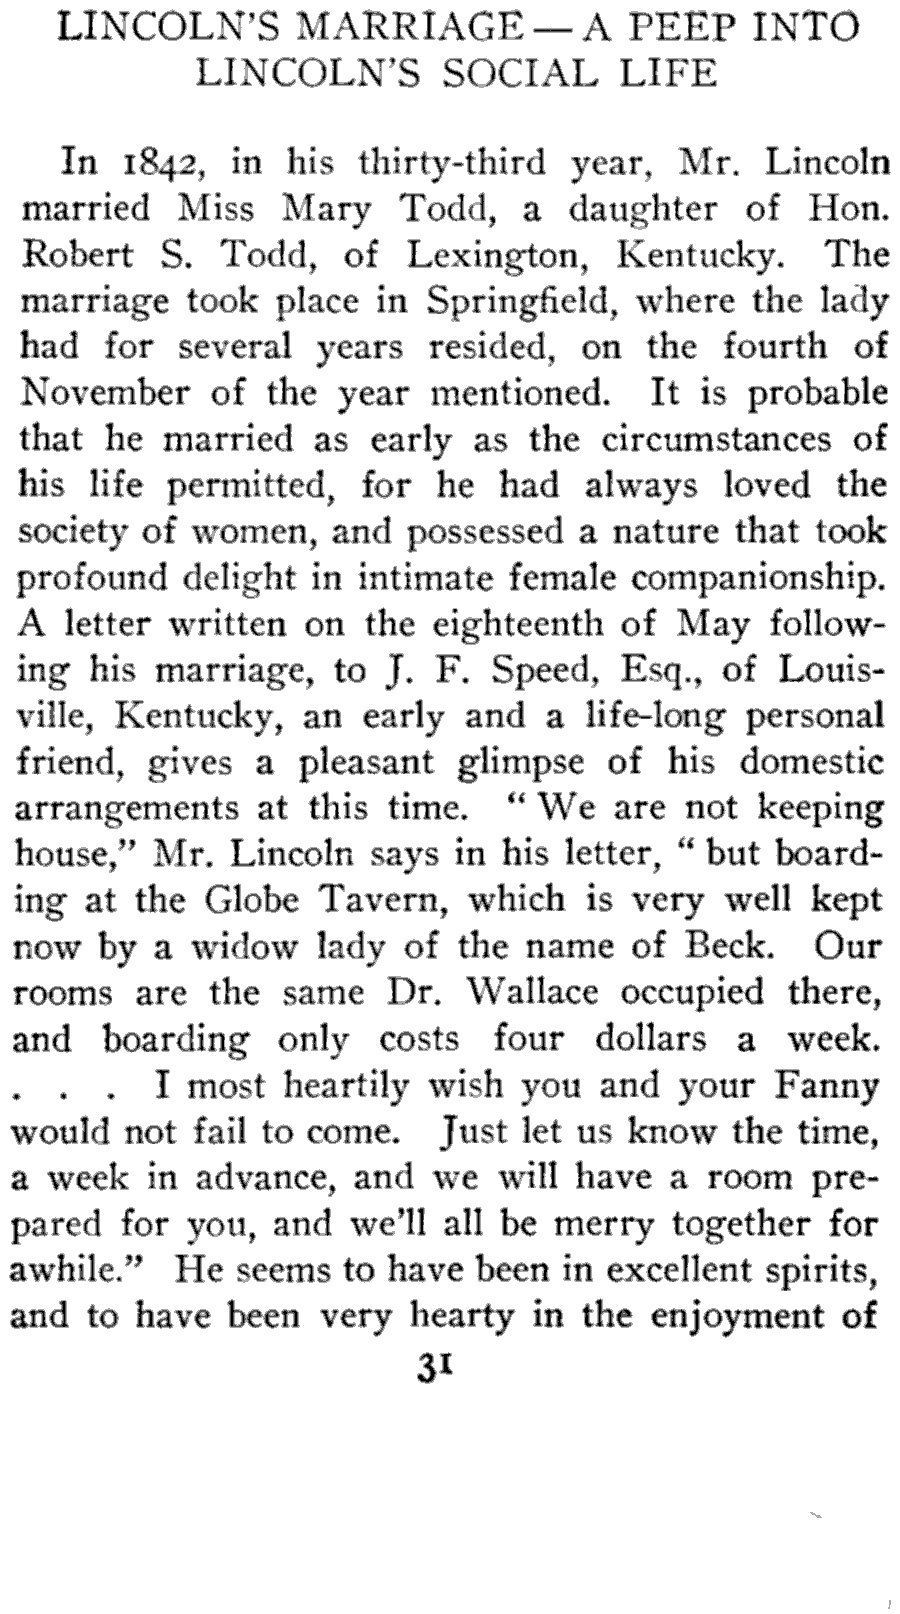 LINCOLN'S MARRIAGE — A PEEP INTO
LINCOLN'S SOCIAL LIFE
In 1842, in his thirty-third year, Mr. Lincoln
married Miss Mary Todd, a daughter of Hon.
Robert S. Todd, of Lexington, Kentucky. The
marriage took place in Springfield, where the lady
had for several years resided, on the fourth of
November of the year mentioned. It is probable
that he married as early as the circumstances of
his life permitted, for he had always loved the
society of women, and possessed a nature that took
profound delight in intimate female companionship.
A letter written on the eighteenth of May follow-
ing his marriage, to J. F. Speed, Esq., of Louis-
ville, Kentucky, an early and a life-long personal
friend, gives a pleasant glimpse of his domestic
arrangements at this time. “ We are not keeping
house,” Mr. Lincoln says in his letter, “ but board-
ing at the Globe Tavern, which is very well kept
now by a widow lady of the name of Beck. Our
rooms are the same Dr. Wallace occupied there,
and boarding only costs four dollars a week.
. . . I most heartily wish you and your Fanny
would not fail to come. Just let us know the time,
a week in advance, and we will have a room pre-
pared for you, and we'll all be merry together for
awhile.” He seems to have been in excellent spirits,
and to have been very hearty in the enjoyment of
31